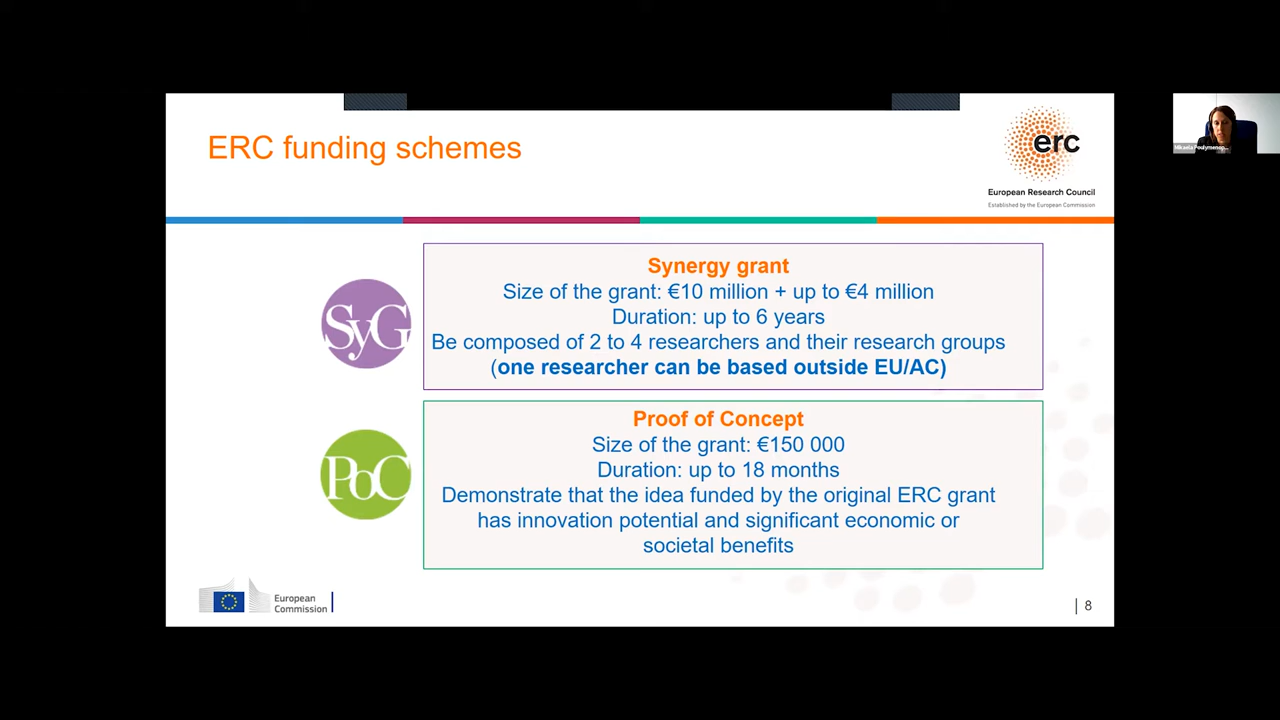 ERC funding schemes
erc
European Research Council
Established by the European Commission
Mikaela Poulymenop...
SyG
Synergy grant
Size of the grant: €10 million + up to €4 million
Duration: up to 6 years
Be composed of 2 to 4 researchers and their research groups
(one researcher can be based outside EU/AC)
PoC
Proof of Concept
Size of the grant: €150 000
Duration: up to 18 months
Demonstrate that the idea funded by the original ERC grant
has innovation potential and significant economic or
societal benefits
European
Commission
8